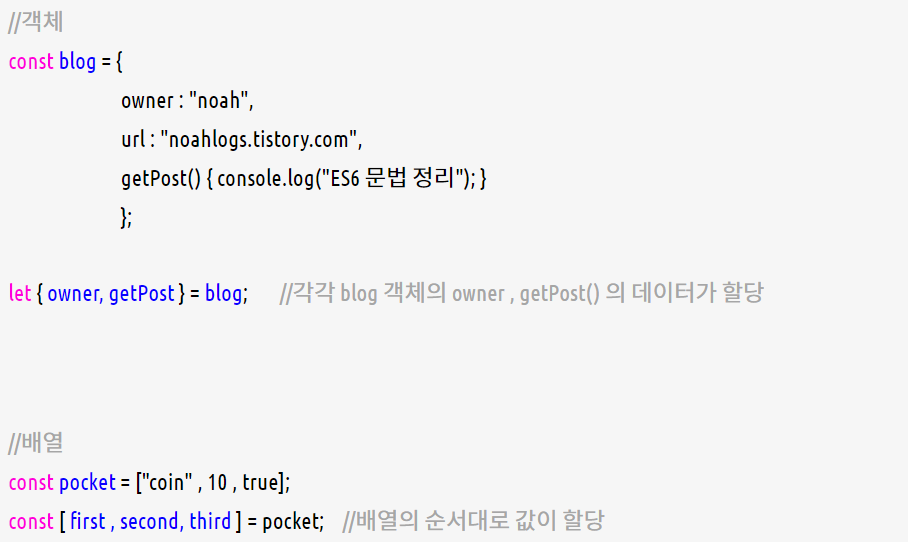 //객체
const blog = {
owner : "noah",
url : "noahlogs.tistory.com",
getPost() { console.log("ES6 문법 정리"); }
};
let { owner, getPost } = blog; //각각 blog 객체의 owner , getPost() 의 데이터가 할당
//배열
const pocket = ["coin" , 10 , true];
const [ first , second, third ] = pocket; //배열의 순서대로 값이 할당